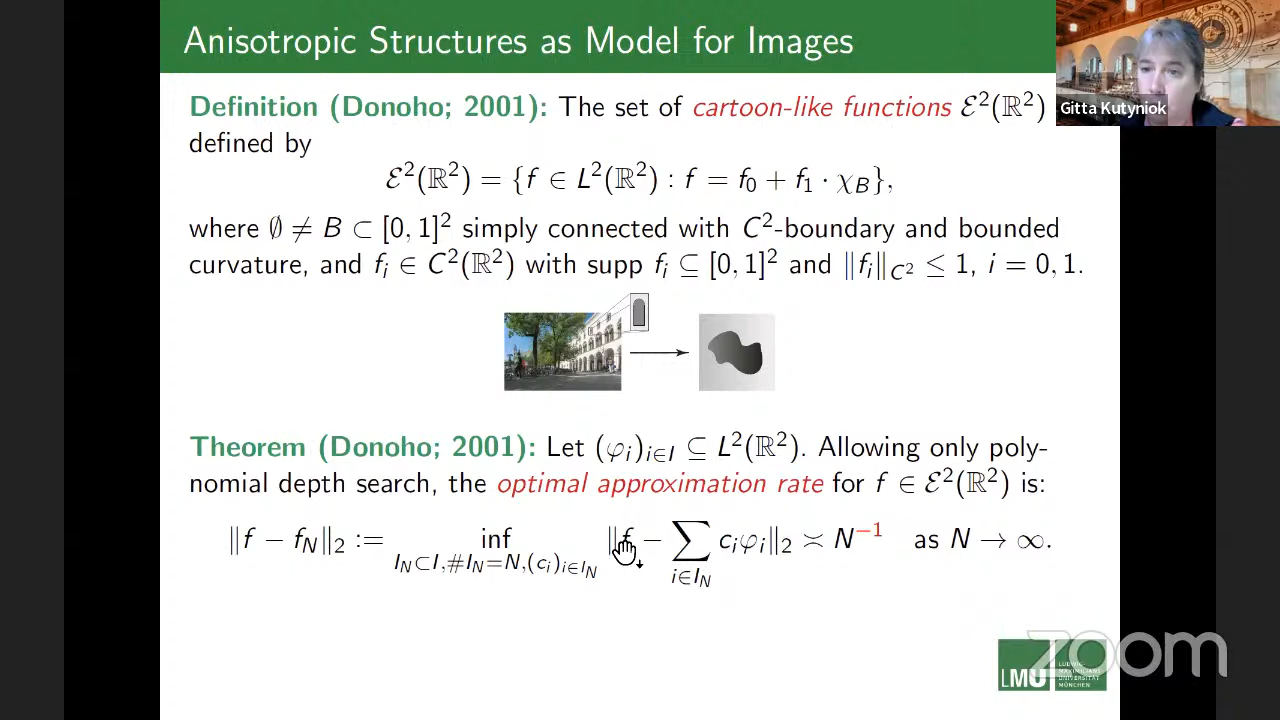 Anisotropic Structures as Model for Images
Gitta Kutyniok
Definition (Donoho; 2001): The set of cartoon-like functions ℰ²(ℝ²)
defined by
ℰ²(ℝ²) = {f ∈ L²(ℝ²) : f = f₀ + f₁ · χ_B},
where ∅ ≠ B ⊂ [0, 1]² simply connected with C²-boundary and bounded
curvature, and f_i ∈ C²(ℝ²) with supp f_i ⊆ [0, 1]² and ‖f_i‖_{C²} ≤ 1, i = 0, 1.
Theorem (Donoho; 2001): Let (φ_i)_{i∈I} ⊆ L²(ℝ²). Allowing only poly-
nomial depth search, the optimal approximation rate for f ∈ ℰ²(ℝ²) is:
‖f − f_N‖₂ := inf_{I_N⊂I,#I_N=N,(c_i)_{i∈I_N}} ‖f − ∑_{i∈I_N} c_iφ_i‖₂ ≍ N⁻¹ as N → ∞.
LMU
LUDWIG-
MAXIMILIANS-
UNIVERSITÄT
MÜNCHEN
zoom